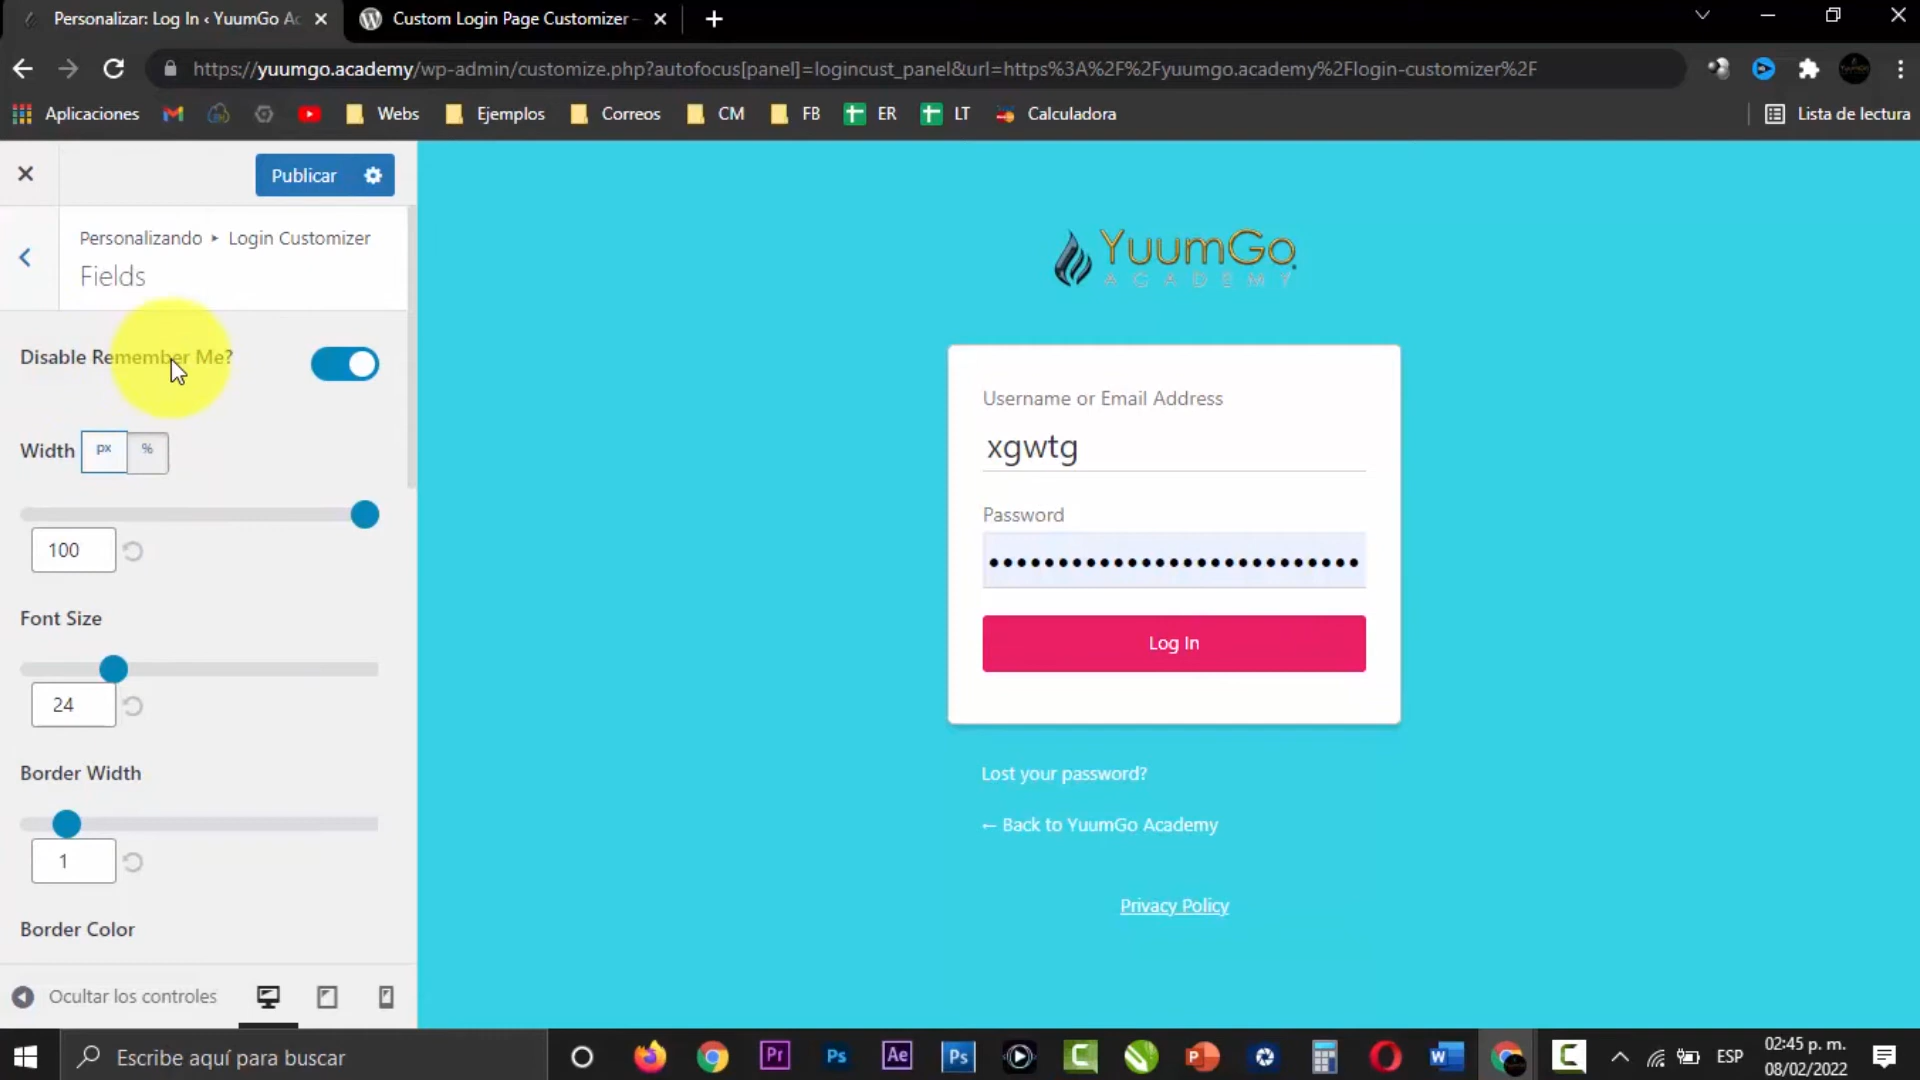 Personalizar: Log In ‹ YuumGo Ac
Custom Login Page Customizer –
https://yuumgo.academy/wp-admin/customize.php?autofocus[panel]=logincust_panel&url=https%3A%2F%2Fyuumgo.academy%2Flogin-customizer%2F
Aplicaciones
Webs
Ejemplos
Correos
CM
FB
ER
LT
Calculadora
Lista de lectura
Publicar
Personalizando ▸ Login Customizer
Fields
Disable Remember Me?
Width px %
100
Font Size
24
Border Width
1
Border Color
Ocultar los controles
YuumGo
ACADEMY
Username or Email Address
xgwtg
Password
••••••••••••••••••••••••••••
Log In
Lost your password?
← Back to YuumGo Academy
Privacy Policy
Escribe aquí para buscar
Pr
Ps
Ae
Ps
ESP
02:45 p. m.
08/02/2022